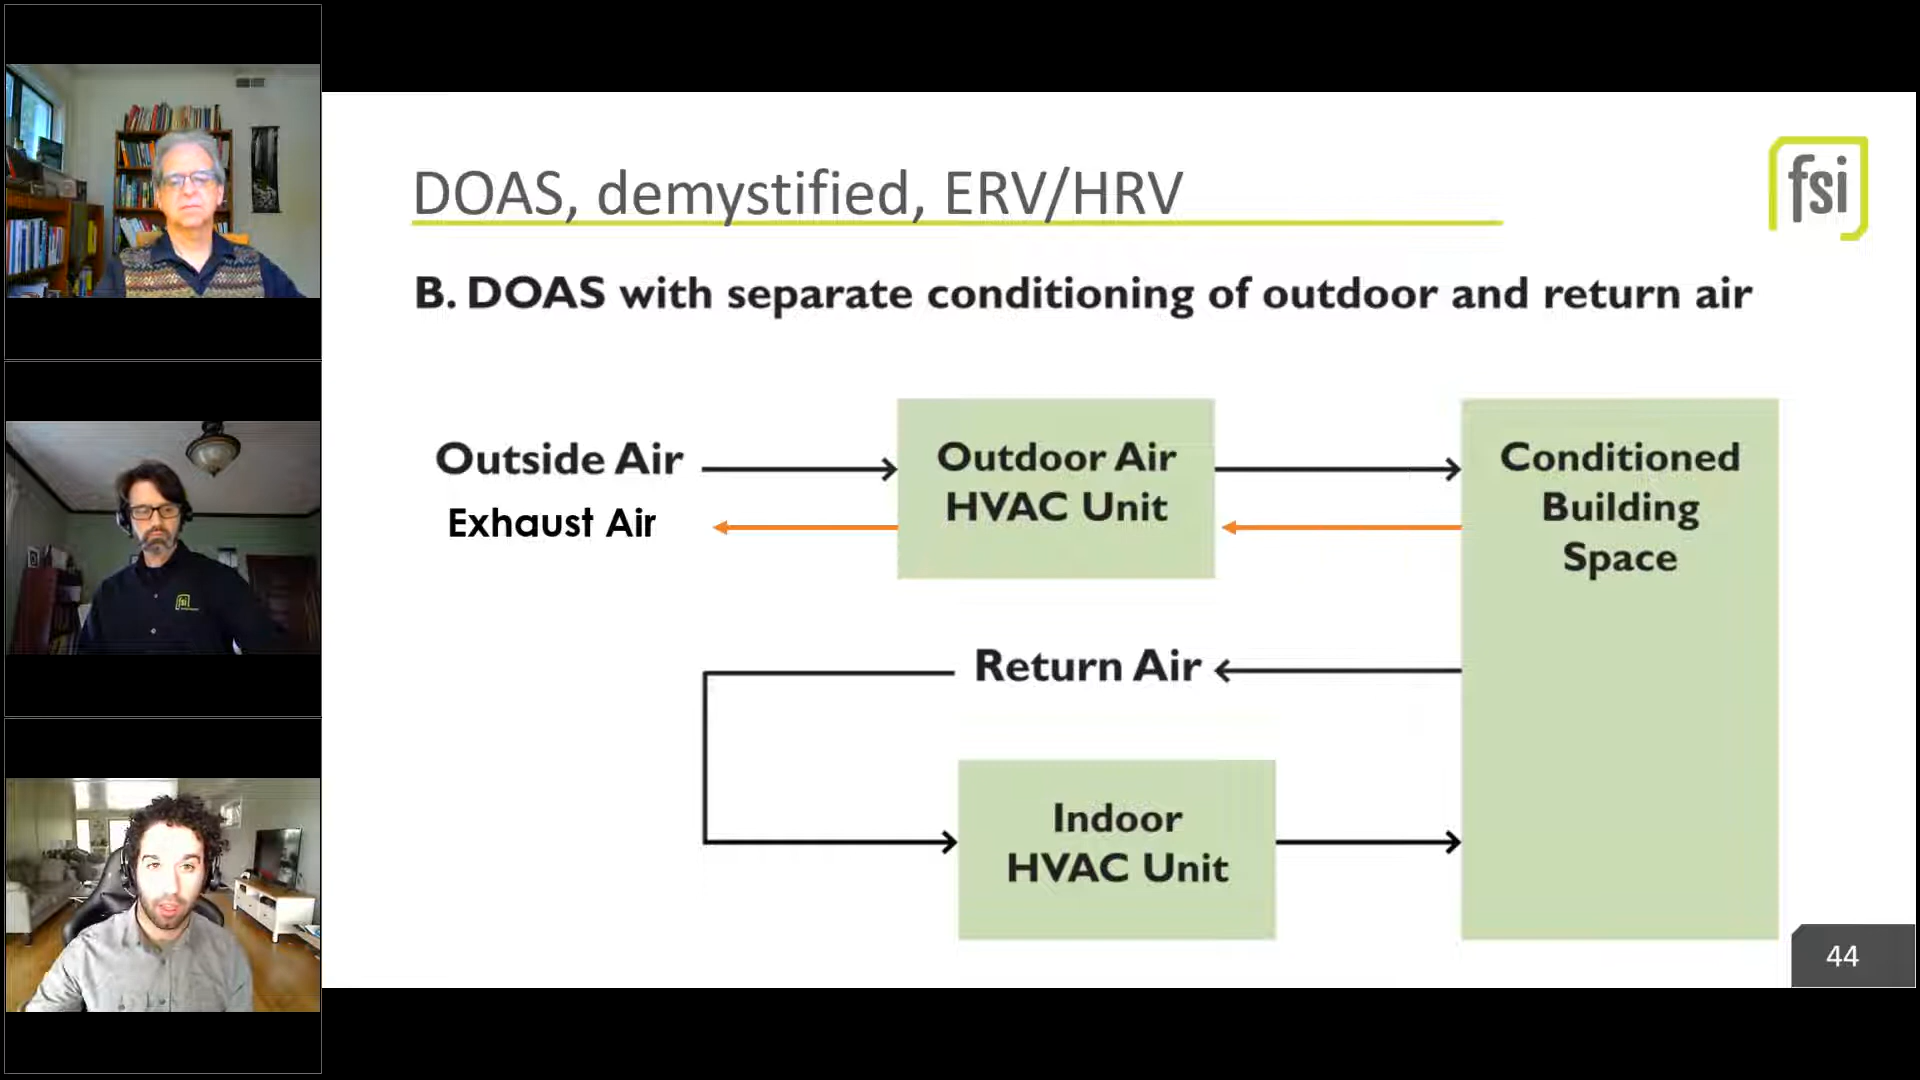 DOAS, demystified, ERV/HRV
fsi
B. DOAS with separate conditioning of outdoor and return air
Outside Air
Exhaust Air
Outdoor Air
HVAC Unit
Conditioned
Building
Space
Return Air
Indoor
HVAC Unit
44
fsi